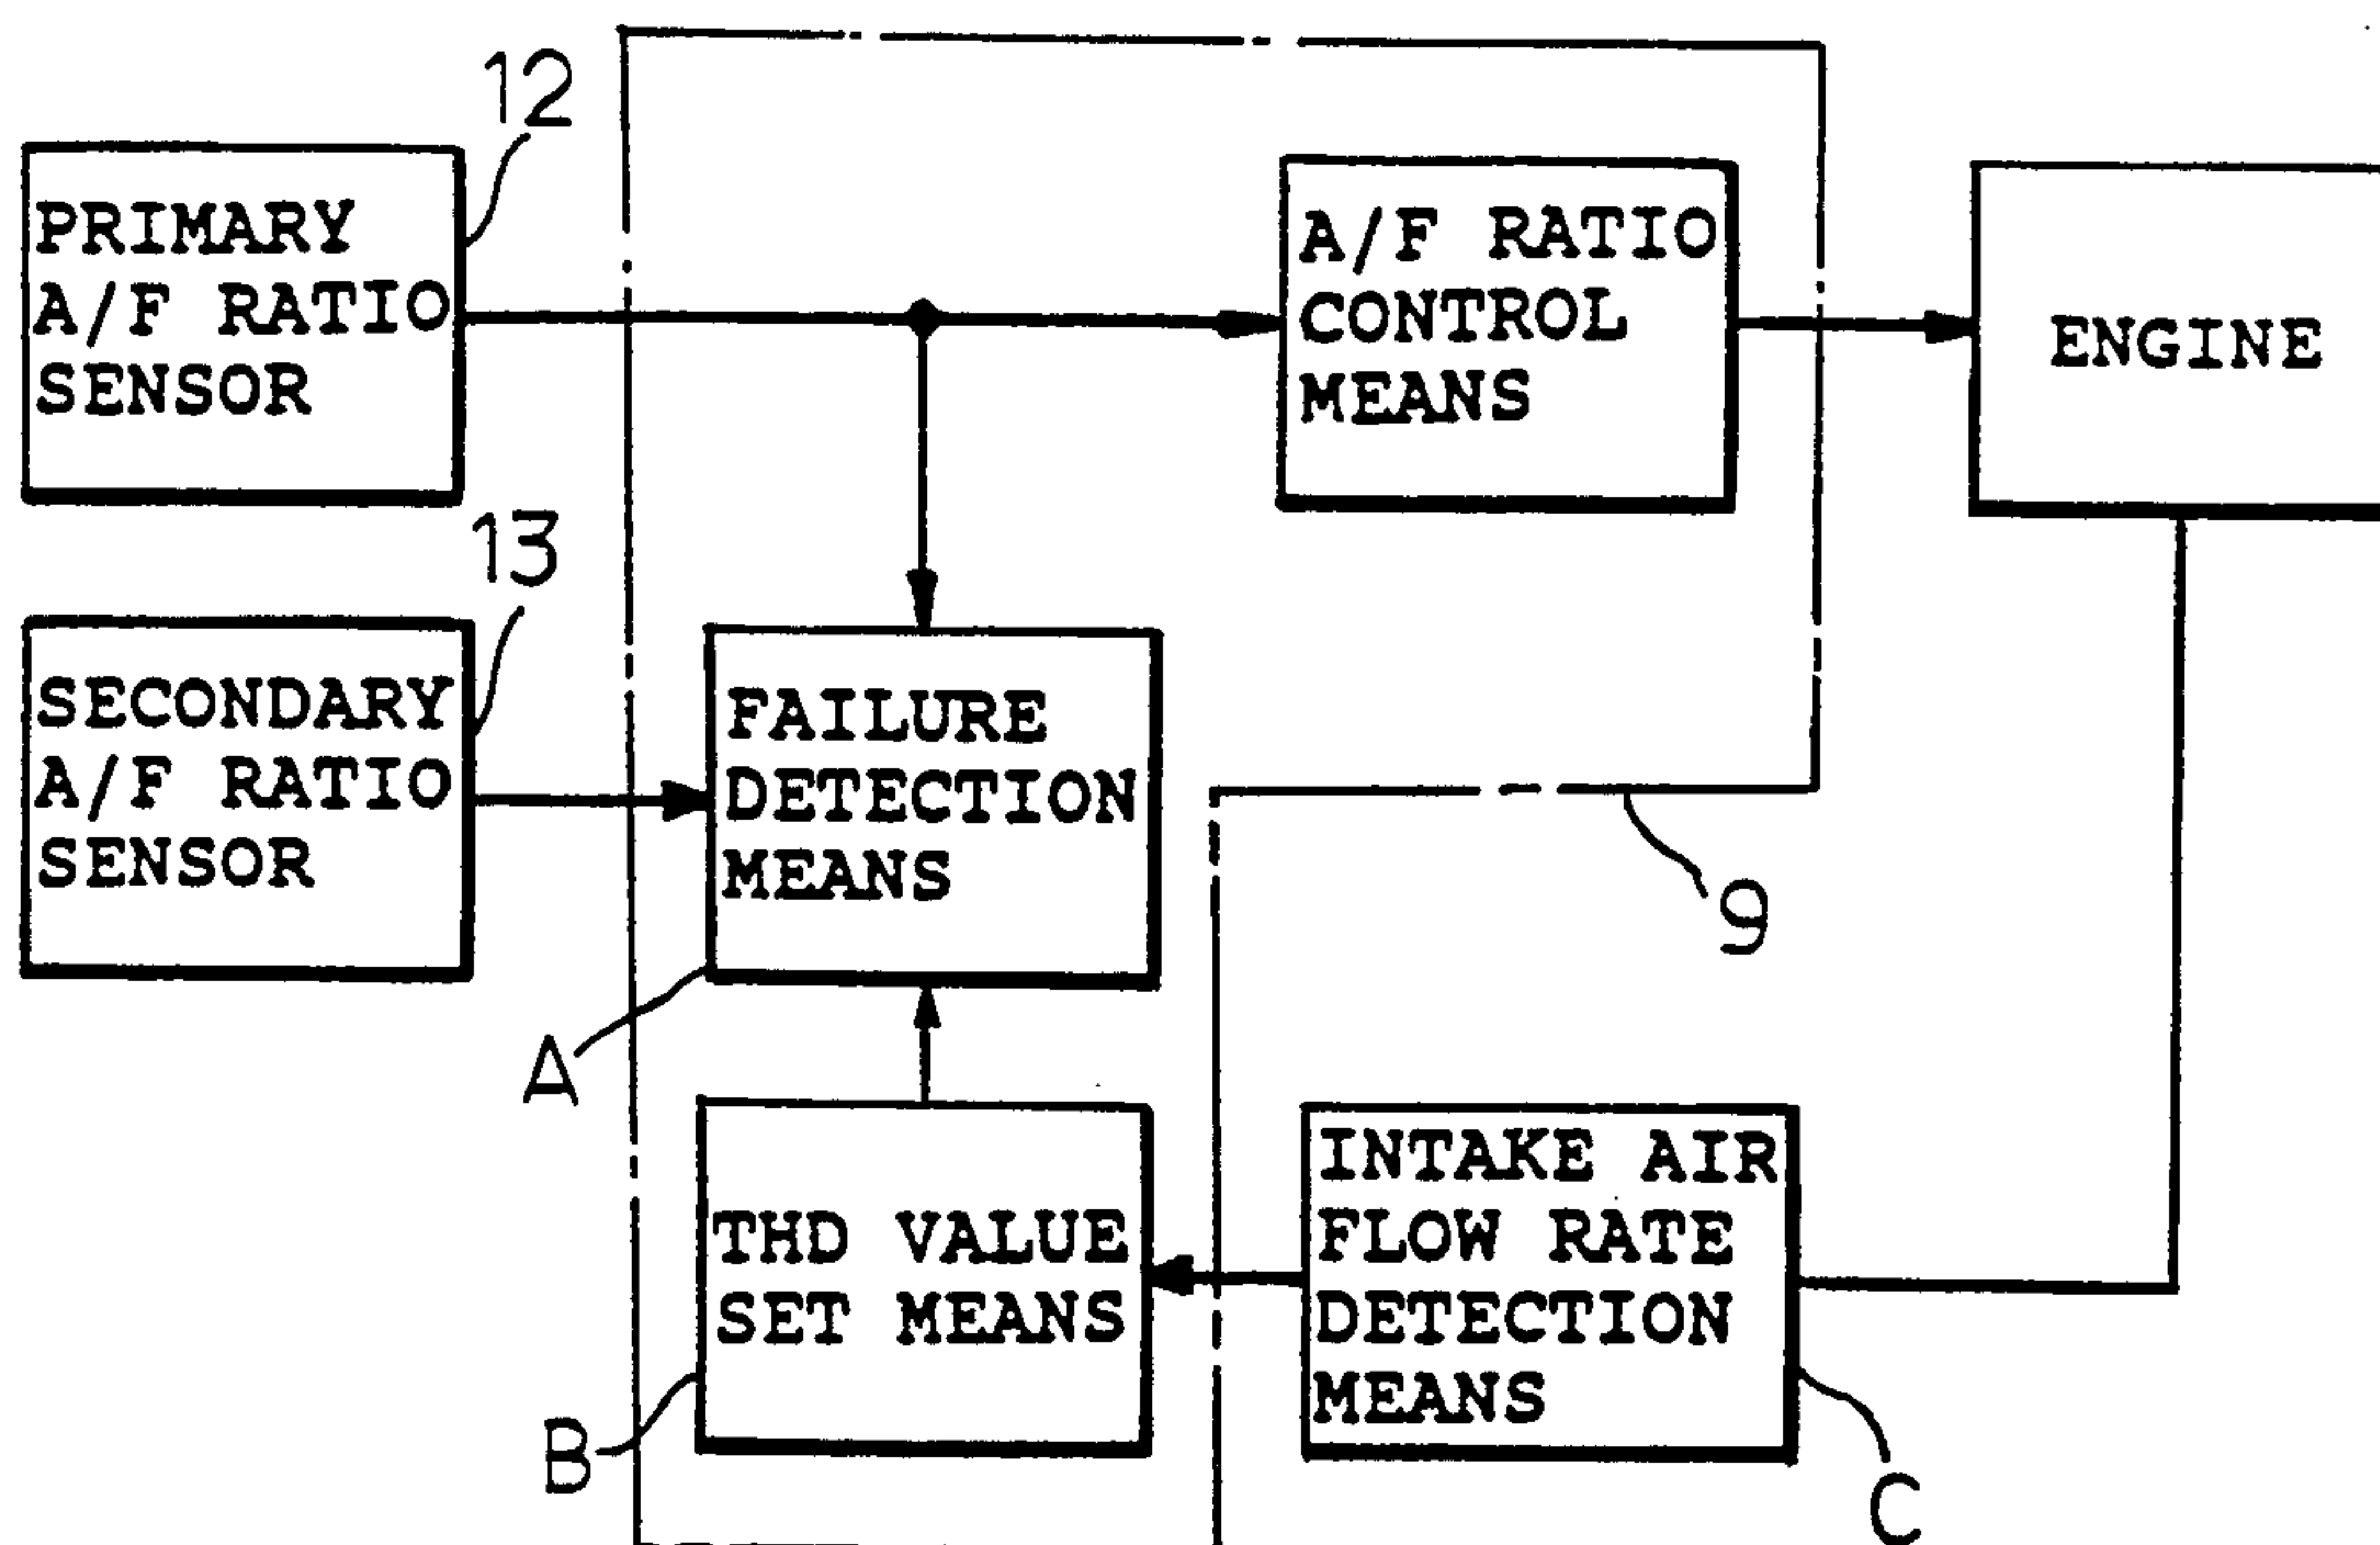 12
PRIMARY
A/F RATIO
SENSOR
A/F RATIO
CONTROL
MEANS
ENGINE
13
SECONDARY
A/F RATIO
SENSOR
FAILURE
DETECTION
MEANS
9
A
THD VALUE
SET MEANS
INTAKE AIR
FLOW RATE
DETECTION
MEANS
B
C